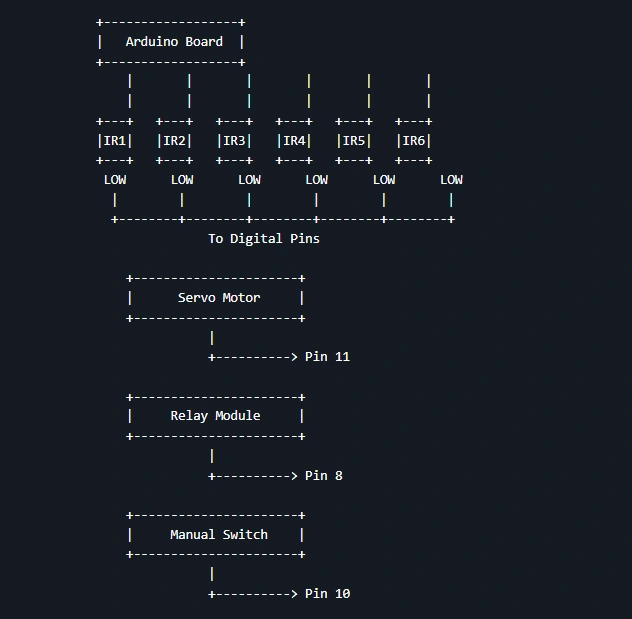 Arduino Board
IR1 IR2 IR3 IR4 IR5 IR6
LOW LOW LOW LOW LOW LOW
To Digital Pins
Servo Motor
Pin 11
Relay Module
Pin 8
Manual Switch
Pin 10